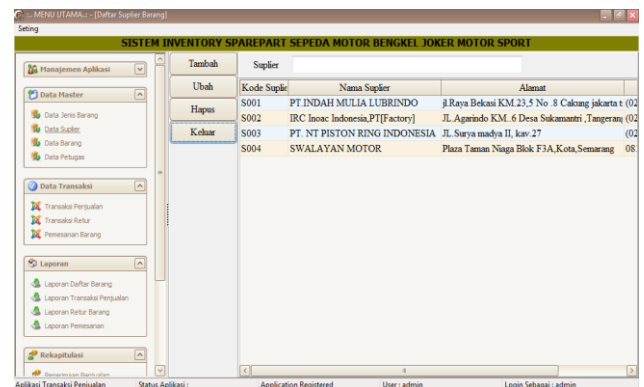 :.. MENU UTAMA..: - [Daftar Suplier Barang]
Seting
SISTEM INVENTORY SPAREPART SEPEDA MOTOR BENGKEL JOKER MOTOR SPORT
Manajemen Aplikasi
Data Master
Data Jenis Barang
Data Suplier
Data Barang
Data Petugas
Data Transaksi
Transaksi Penjualan
Transaksi Retur
Pemesanan Barang
Laporan
Laporan Daftar Barang
Laporan Transaksi Penjualan
Laporan Retur Barang
Laporan Pemesanan
Rekapitulasi
Penerimaan Penjualan
Tambah
Ubah
Hapus
Keluar
Suplier
Kode Suplie Nama Suplier Alamat
S001 PT.INDAH MULIA LUBRINDO jl.Raya Bekasi KM.23,5 No .8 Cakung jakarta t (02
S002 IRC Inoac Indonesia,PT[Factory] JL.Agarindo KM..6 Desa Sukamantri ,Tangerang (02
S003 PT. NT PISTON RING INDONESIA JL.Surya madya II, kav.27 (02
S004 SWALAYAN MOTOR Plaza Taman Niaga Blok F3A,Kota,Semarang 08
Aplikasi Transaksi Penjualan Status Aplikasi : Application Registered User : admin Login Sebagai : admin